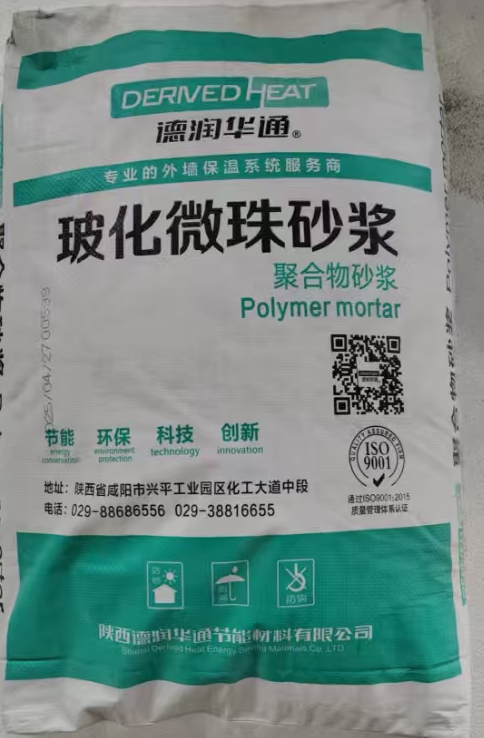 DERIVED HEAT
德润华通®
专业的外墙保温系统服务商
玻化微珠砂浆
聚合物砂浆
Polymer mortar
节能 环保 科技 创新
energy conservation environment protection technology innovation
QUALITY ASSURED FIRM
ISO
9001
通过ISO9001:2015
质量管理体系认证
地址：陕西省咸阳市兴平工业园区化工大道中段
电话：029-88686556 029-38816655
陕西德润华通节能材料有限公司
Derived Heat Energy Saving Materials Co.,LTD